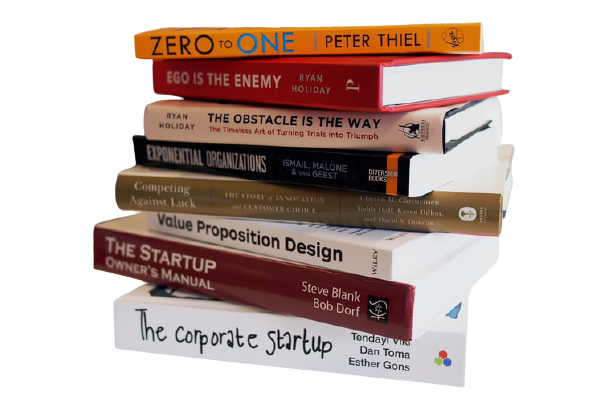 ZERO TO ONE | PETER THIEL |
EGO IS THE ENEMY RYAN
HOLIDAY P
RYAN
HOLIDAY
THE OBSTACLE IS THE WAY
The Timeless Art of Turning Trials into Triumph
EXPONENTIAL ORGANIZATIONS
ISMAIL, MALONE
& VAN GEEST
DIVERSION
BOOKS
Competing
Against Luck
THE STORY of INNOVATION
and CUSTOMER CHOICE
Clayton M. Christensen
Taddy Hall, Karen Dillon,
and David S. Duncan
Value Proposition Design
WILEY
THE STARTUP
OWNER'S MANUAL
Steve Blank
Bob Dorf
K&S
The corporate startup
Tendayi Viki
Dan Toma
Esther Gons